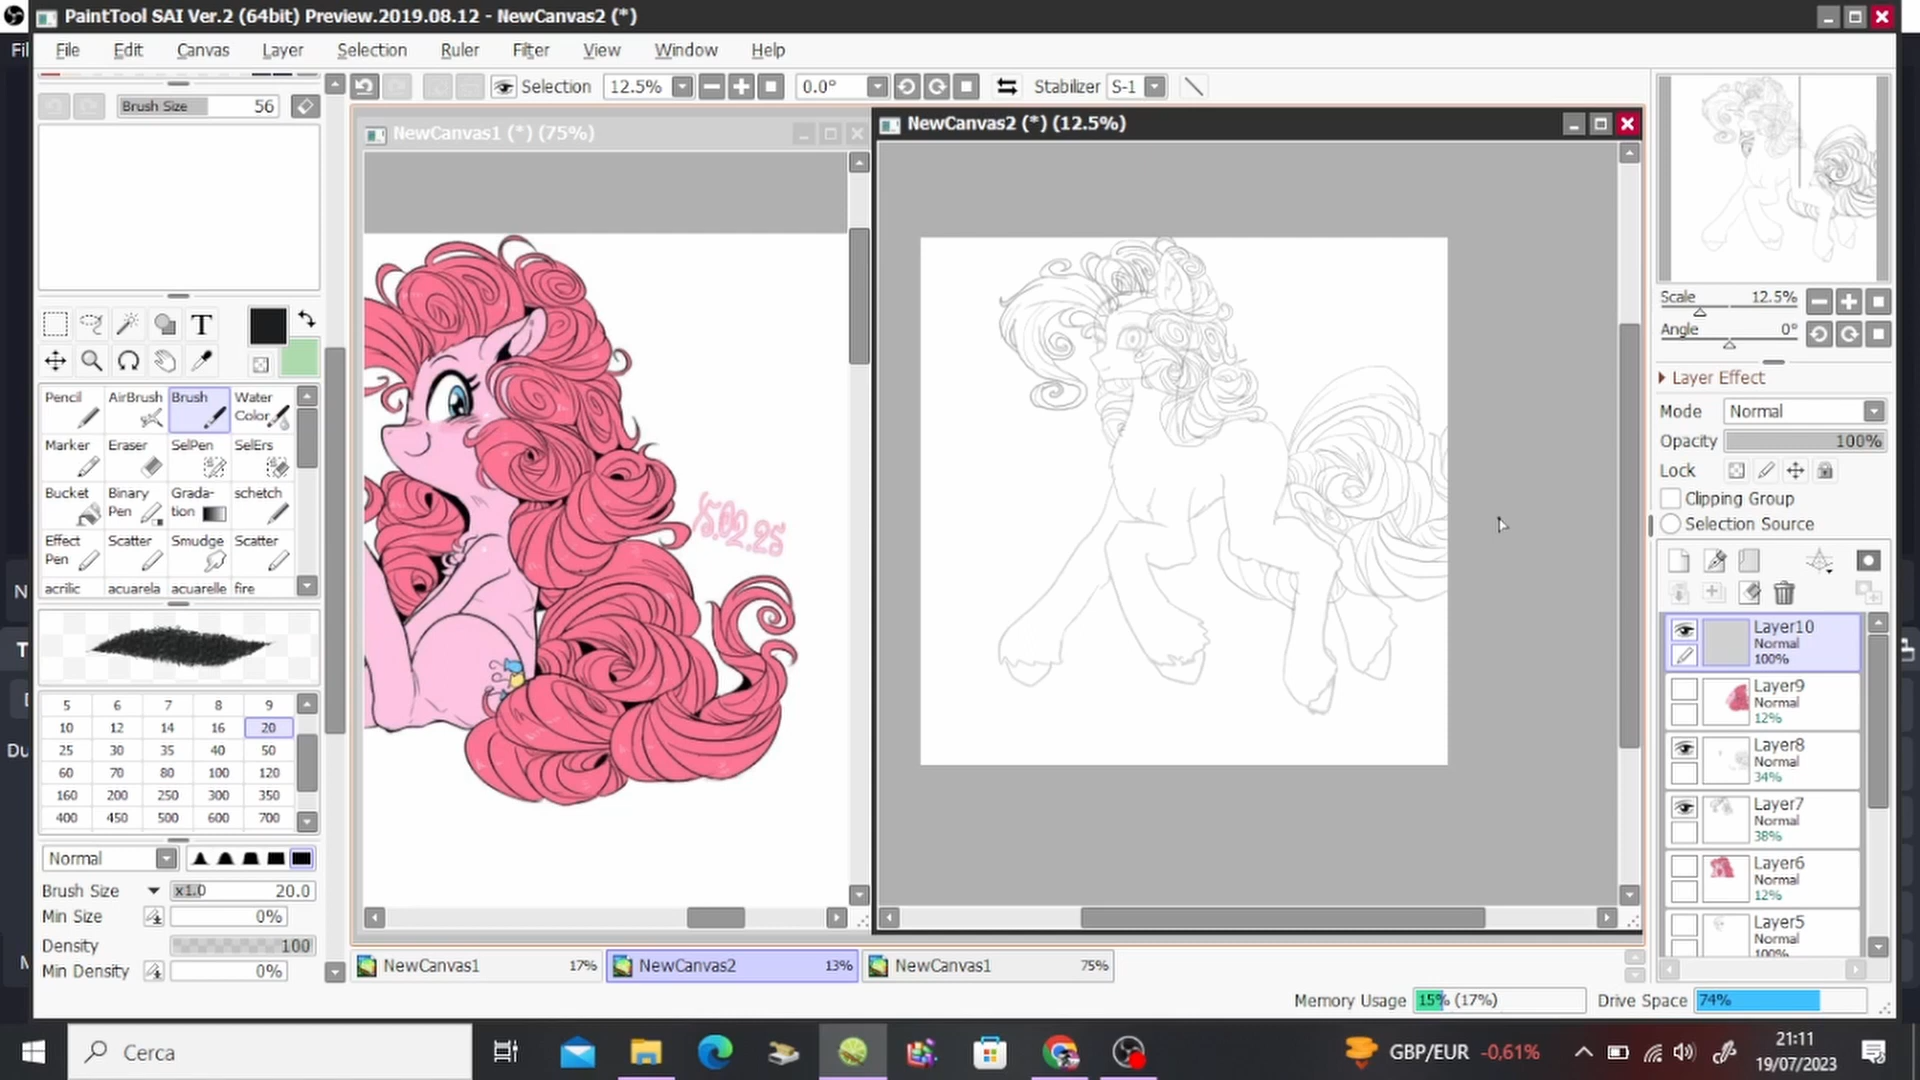 PaintTool SAI Ver.2 (64bit) Preview.2019.08.12 - NewCanvas2 (*)
Fil
File Edit Canvas Layer Selection Ruler Filter View Window Help
Brush Size 56
Selection 12.5% 0.0° Stabilizer S-1
NewCanvas1 (*) (75%)
NewCanvas2 (*) (12.5%)
Scale 12.5%
Angle 0°
Layer Effect
Mode Normal
Opacity 100%
Lock
Clipping Group
Selection Source
T
Pencil AirBrush Brush Water Color
Marker Eraser SelPen SelErs
Bucket Binary Pen Gradation schetch
Effect Pen Scatter Smudge Scatter
acrilic acuarela acuarelle fire
5 6 7 8 9
10 12 14 16 20
25 30 35 40 50
60 70 80 100 120
160 200 250 300 350
400 450 500 600 700
Normal
Brush Size x1.0 20.0
Min Size 0%
Density 100
Min Density 0%
N
T
Du
15.02.25
Layer10
Normal
100%
Layer9
Normal
12%
Layer8
Normal
34%
Layer7
Normal
38%
Layer6
Normal
12%
Layer5
Normal
100%
NewCanvas1 17% NewCanvas2 13% NewCanvas1 75%
Memory Usage 15% (17%) Drive Space 74%
Cerca
GBP/EUR -0,61%
21:11
19/07/2023